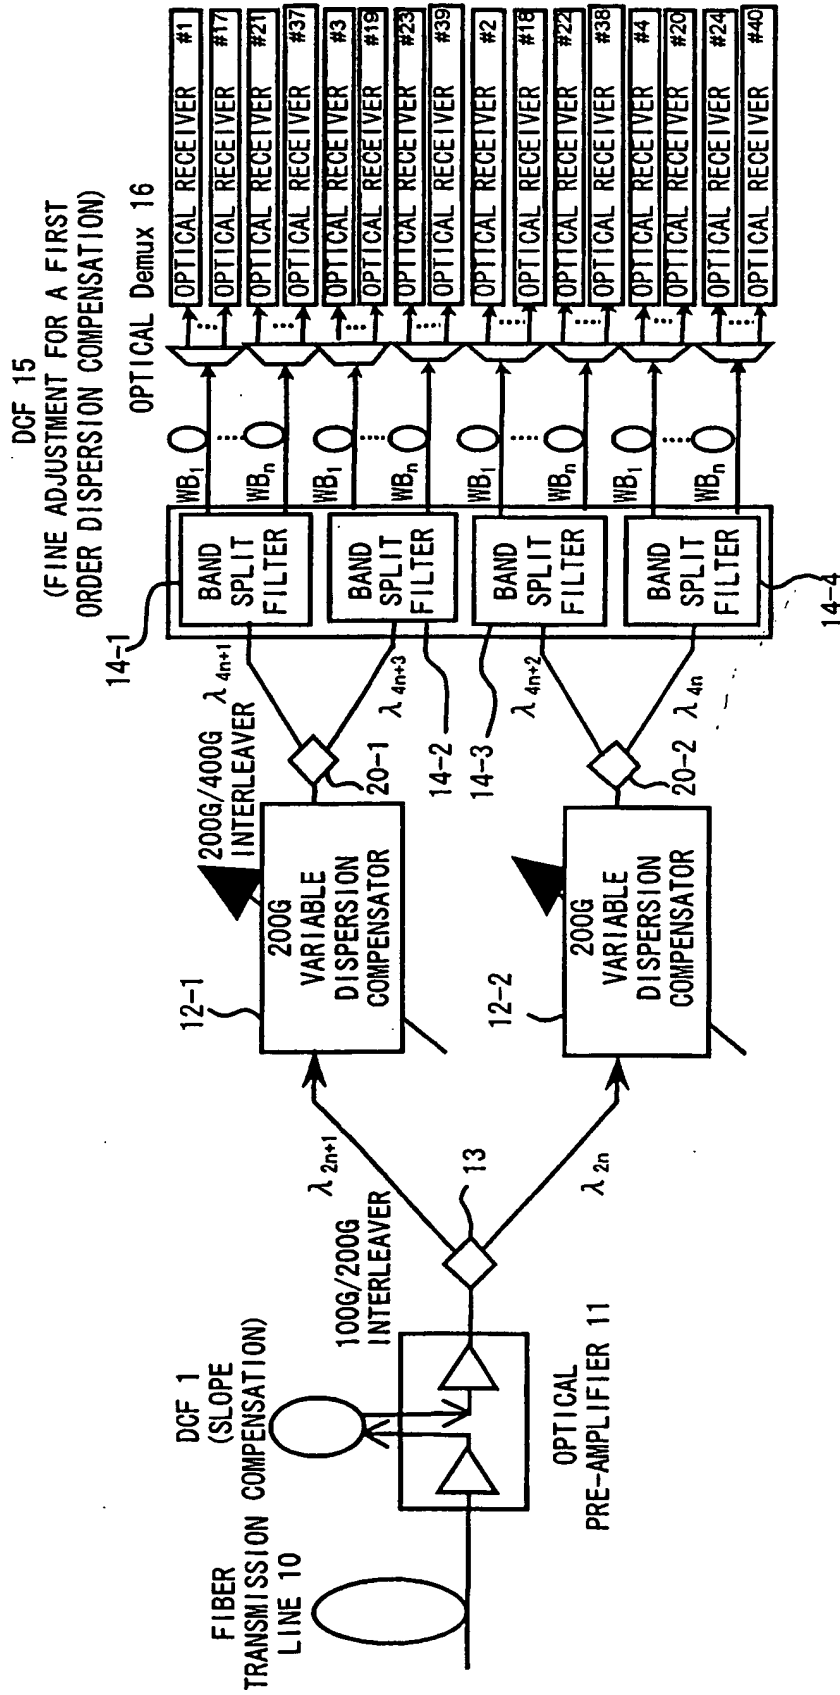 FIBER
TRANSMISSION
LINE 10
DCF 1
(SLOPE
COMPENSATION)
OPTICAL
PRE-AMPLIFIER 11
100G/200G
INTERLEAVER
13
λ2n+1
λ2n
12-1
200G
VARIABLE
DISPERSION
COMPENSATOR
12-2
200G
VARIABLE
DISPERSION
COMPENSATOR
200G/400G
INTERLEAVER
20-1
20-2
λ4n+1
λ4n+3
λ4n+2
λ4n
14-1
14-2
14-3
14-4
BAND
SPLIT
FILTER
BAND
SPLIT
FILTER
BAND
SPLIT
FILTER
BAND
SPLIT
FILTER
WB1
WBn
WB1
WBn
WB1
WBn
WB1
WBn
DCF 15
(FINE ADJUSTMENT FOR A FIRST
ORDER DISPERSION COMPENSATION)
OPTICAL Demux 16
OPTICAL RECEIVER #1
OPTICAL RECEIVER #17
OPTICAL RECEIVER #21
OPTICAL RECEIVER #37
OPTICAL RECEIVER #3
OPTICAL RECEIVER #19
OPTICAL RECEIVER #23
OPTICAL RECEIVER #39
OPTICAL RECEIVER #2
OPTICAL RECEIVER #18
OPTICAL RECEIVER #22
OPTICAL RECEIVER #38
OPTICAL RECEIVER #4
OPTICAL RECEIVER #20
OPTICAL RECEIVER #24
OPTICAL RECEIVER #40